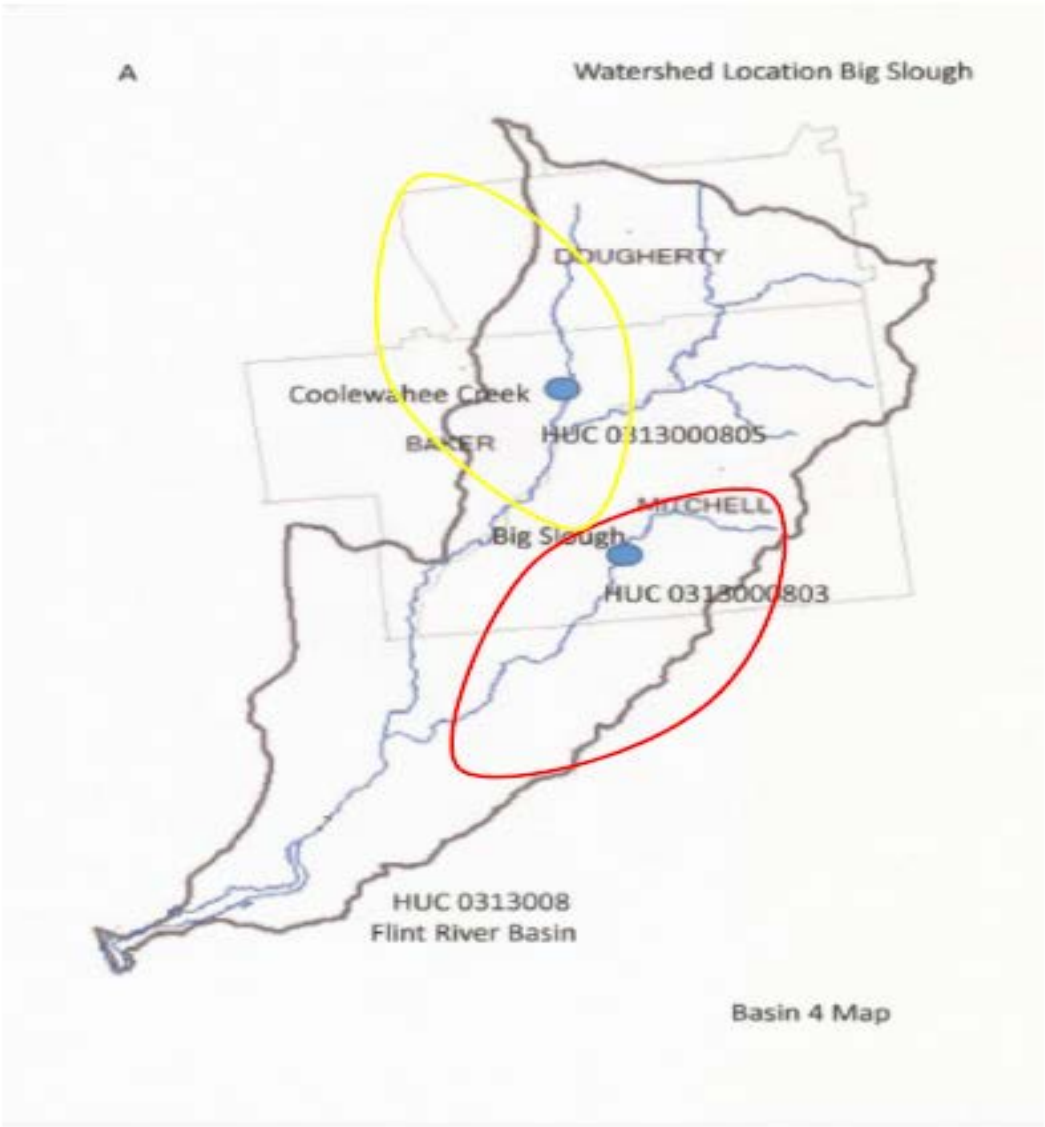 A
Watershed Location Big Slough
DOUGHERTY
Coolewahee Creek
BAKER
HUC 0313000805
MITCHELL
Big Slough
HUC 0313000803
HUC 0313008
Flint River Basin
Basin 4 Map